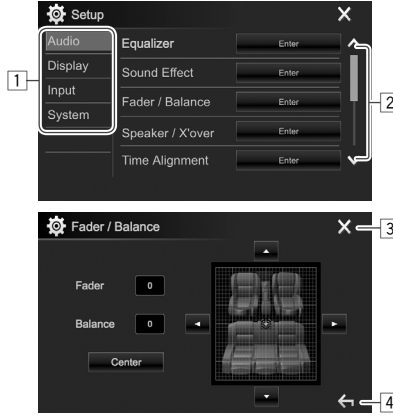 Setup
Audio
Display
Input
System
Equalizer Enter
Sound Effect Enter
Fader / Balance Enter
Speaker / X'over Enter
Time Alignment Enter
1
2
Fader / Balance
3
Fader 0
Balance 0
Center
4